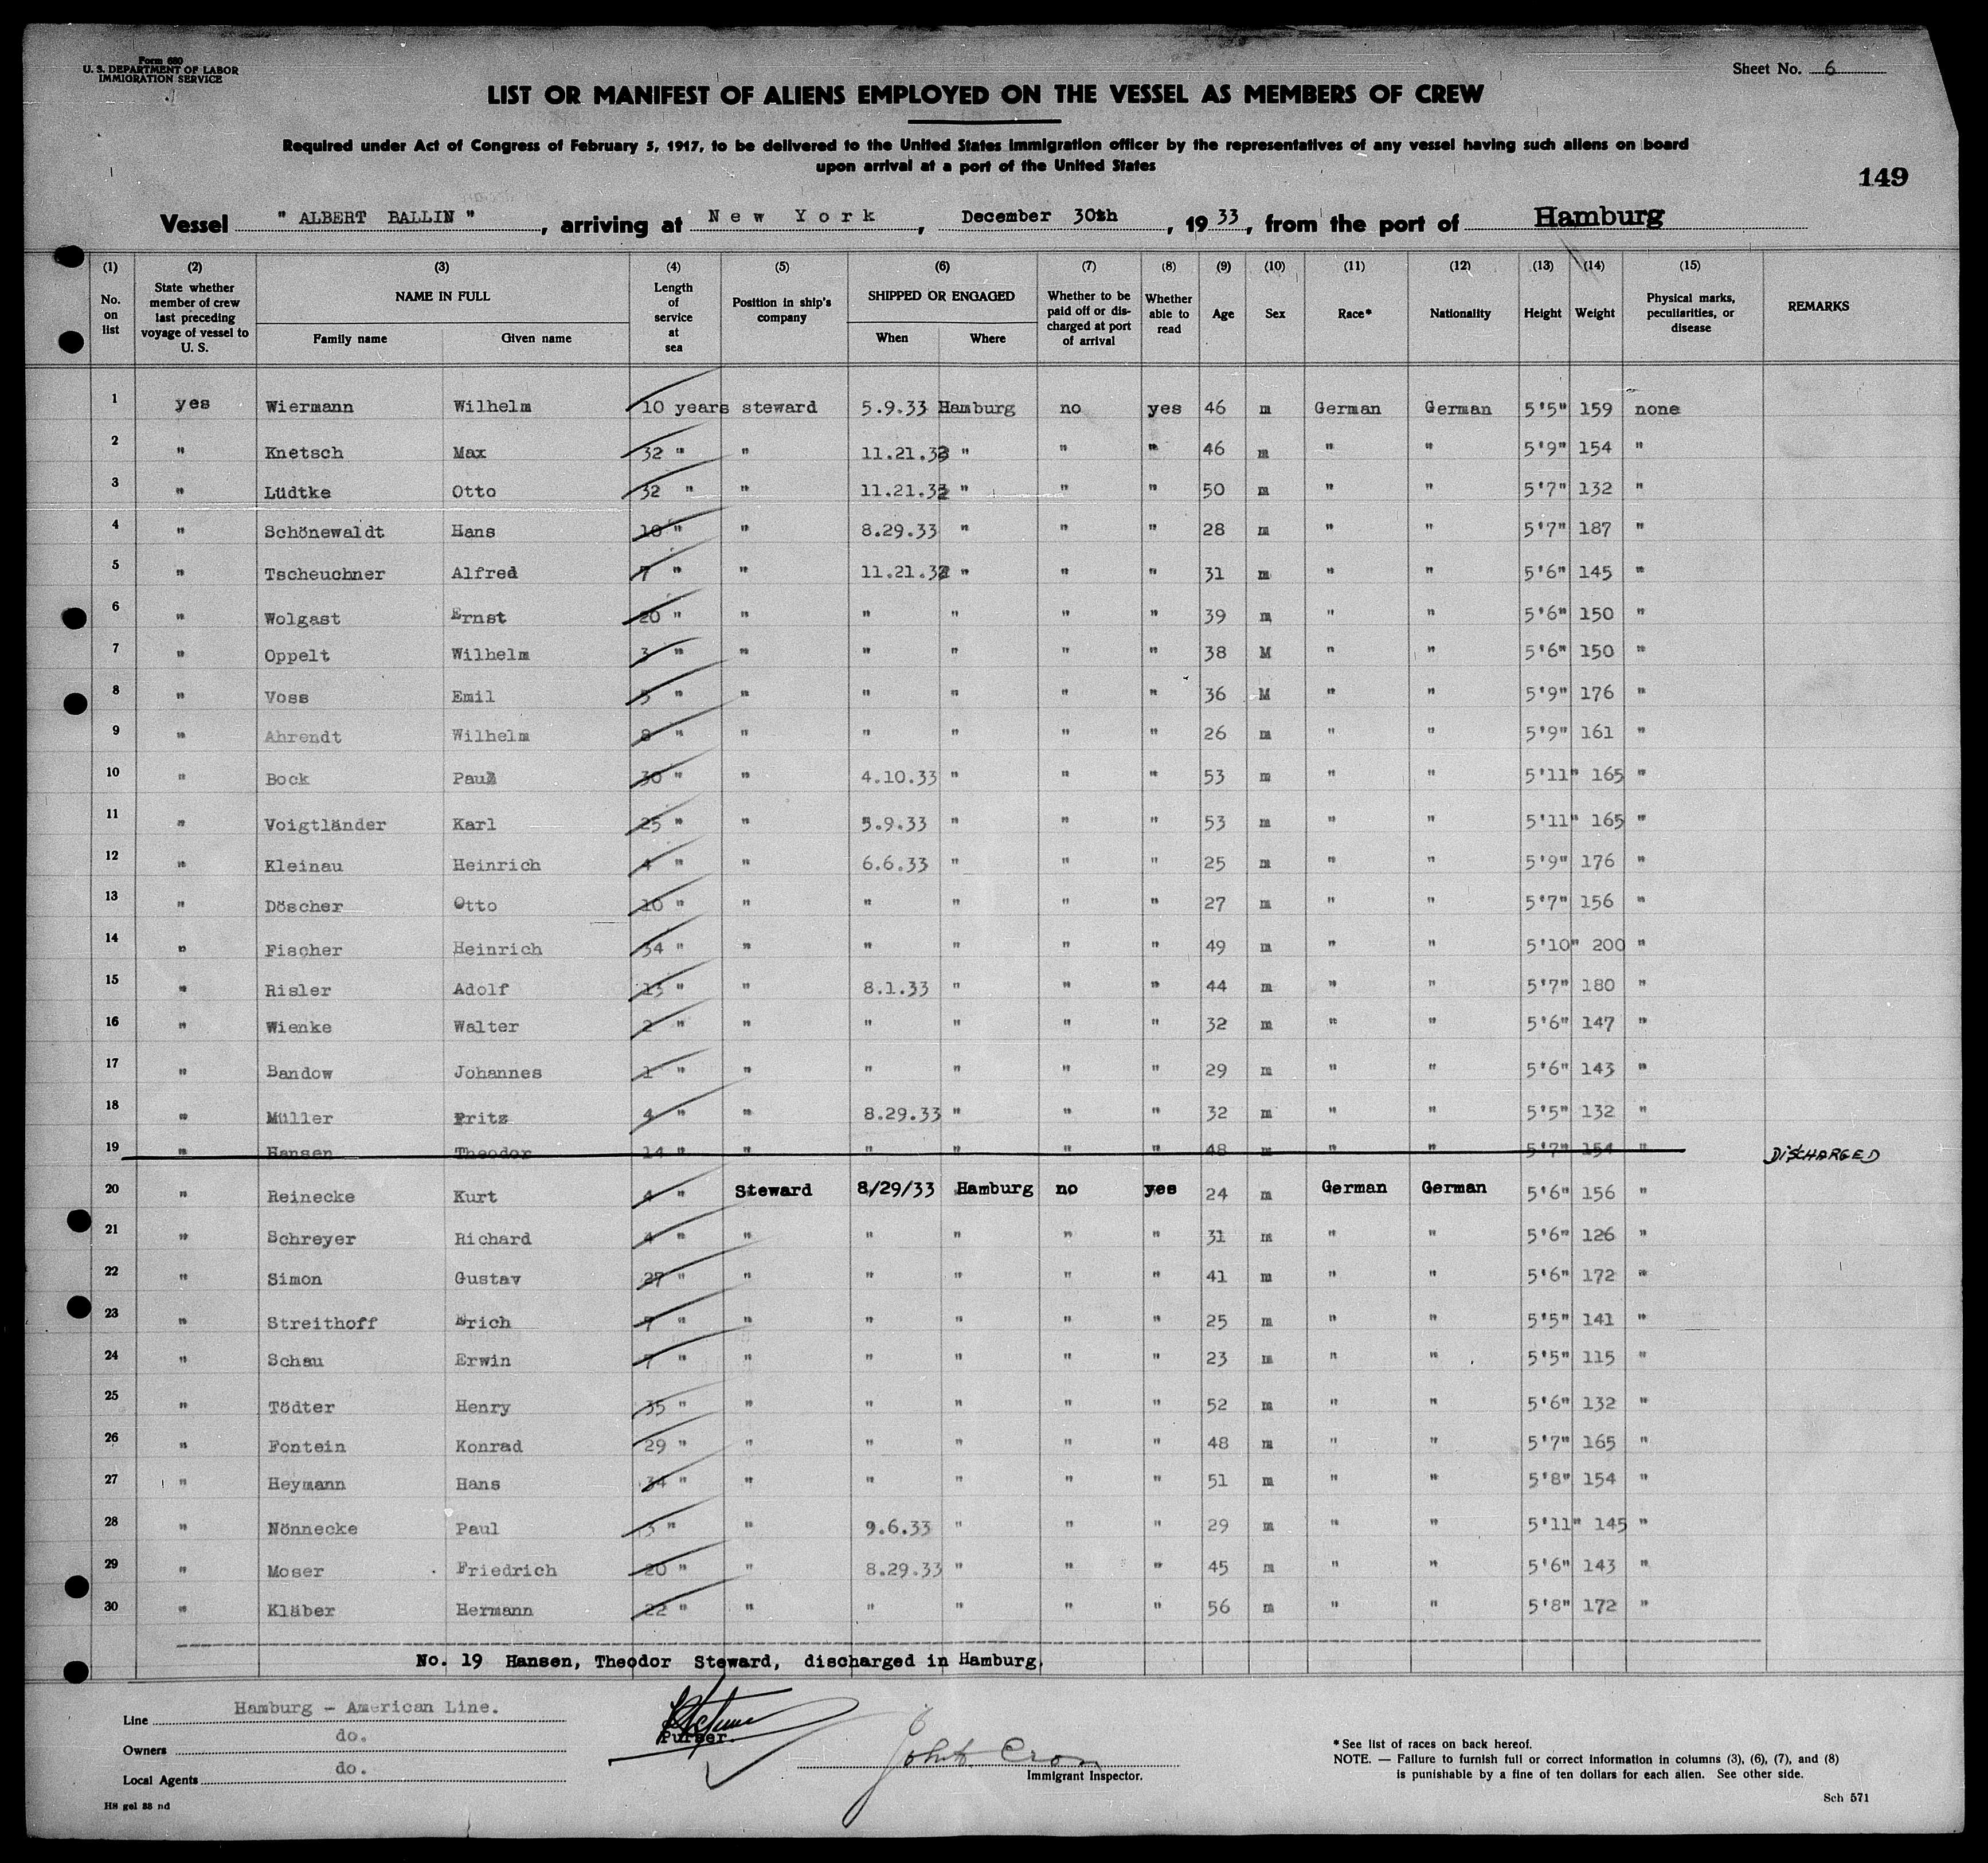 Form 680
U. S. DEPARTMENT OF LABOR
IMMIGRATION SERVICE
Sheet No. 6
LIST OR MANIFEST OF ALIENS EMPLOYED ON THE VESSEL AS MEMBERS OF CREW
Required under Act of Congress of February 5, 1917, to be delivered to the United States immigration officer by the representatives of any vessel having such aliens on board
upon arrival at a port of the United States
149
Vessel " ALBERT BALLIN " , arriving at New York , December 30th , 19 33 , from the port of Hamburg
(1) No. on list (2) State whether member of crew last preceding voyage of vessel to U. S. (3) NAME IN FULL Family name Given name (4) Length of service at sea (5) Position in ship's company (6) SHIPPED OR ENGAGED When Where (7) Whether to be paid off or discharged at port of arrival (8) Whether able to read (9) Age (10) Sex (11) Race* (12) Nationality (13) Height (14) Weight (15) Physical marks, peculiarities, or disease REMARKS
1 yes Wiermann Wilhelm 10 years steward 5.9.33 Hamburg no yes 46 m German German 5'5" 159 none
2 " Knetsch Max 32 " " 11.21.33 " " " 46 m " " 5'9" 154 "
3 " Lüdtke Otto 32 " " 11.21.32 " " " 50 m " " 5'7" 132 "
4 " Schönewaldt Hans 10 " " 8.29.33 " " " 28 m " " 5'7" 187 "
5 " Tscheuchner Alfred 7 " " 11.21.32 " " " 31 m " " 5'6" 145 "
6 " Wolgast Ernst 20 " " " " " " 39 m " " 5'6" 150 "
7 " Oppelt Wilhelm 3 " " " " " " 38 M " " 5'6" 150 "
8 " Voss Emil 5 " " " " " " 36 M " " 5'9" 176 "
9 " Ahrendt Wilhelm 8 " " " " " " 26 m " " 5'9" 161 "
10 " Bock Paul 30 " " 4.10.33 " " " 53 m " " 5'11" 165 "
11 " Voigtländer Karl 25 " " 5.9.33 " " " 53 m " " 5'11" 165 "
12 " Kleinau Heinrich 4 " " 6.6.33 " " " 25 m " " 5'9" 176 "
13 " Döscher Otto 10 " " " " " " 27 m " " 5'7" 156 "
14 " Fischer Heinrich 34 " " " " " " 49 m " " 5'10" 200 "
15 " Risler Adolf 13 " " 8.1.33 " " " 44 m " " 5'7" 180 "
16 " Wienke Walter 2 " " " " " " 32 m " " 5'6" 147 "
17 " Bandow Johannes 1 " " " " " " 29 m " " 5'6" 143 "
18 " Müller Fritz 4 " " 8.29.33 " " " 32 m " " 5'5" 132 "
19 " Hansen Theodor 14 " " " " " " 48 m " " 5'7" 154 " DISCHARGED
20 " Reinecke Kurt 4 " Steward 8/29/33 Hamburg no yes 24 m German German 5'6" 156 "
21 " Schreyer Richard 4 " " " " " " 31 m " " 5'6" 126 "
22 " Simon Gustav 27 " " " " " " 41 m " " 5'6" 172 "
23 " Streithoff Erich 7 " " " " " " 25 m " " 5'5" 141 "
24 " Schau Erwin 7 " " " " " " 23 m " " 5'5" 115 "
25 " Tödter Henry 35 " " " " " " 52 m " " 5'6" 132 "
26 " Fontein Konrad 29 " " " " " " 48 m " " 5'7" 165 "
27 " Heymann Hans 34 " " " " " " 51 m " " 5'8" 154 "
28 " Nönnecke Paul 3 " " 9.6.33 " " " 29 m " " 5'11" 145 "
29 " Moser Friedrich 20 " " 8.29.33 " " " 45 m " " 5'6" 143 "
30 " Kläber Hermann 22 " " " " " " 56 m " " 5'8" 172 "
No. 19 Hansen, Theodor Steward, discharged in Hamburg.
Line Hamburg - American Line.
Owners do.
Local Agents do.
Purser.
John Cron
Immigrant Inspector.
* See list of races on back hereof.
NOTE. — Failure to furnish full or correct information in columns (3), (6), (7), and (8)
is punishable by a fine of ten dollars for each alien. See other side.
HS gel 33 nd
Sch 571